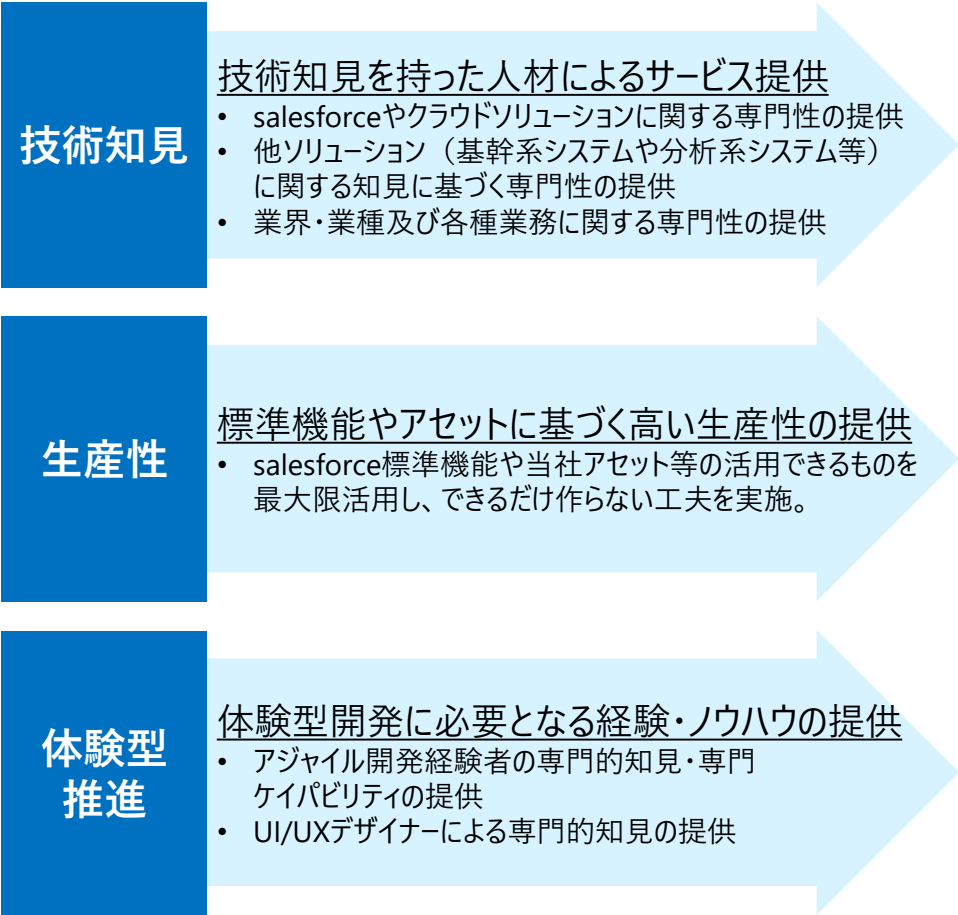 技術知見
技術知見を持った人材によるサービス提供
• salesforceやクラウドソリューションに関する専門性の提供
• 他ソリューション（基幹系システムや分析系システム等）
に関する知見に基づく専門性の提供
• 業界・業種及び各種業務に関する専門性の提供
生産性
標準機能やアセットに基づく高い生産性の提供
• salesforce標準機能や当社アセット等の活用できるものを
最大限活用し、できるだけ作らない工夫を実施。
体験型
推進
体験型開発に必要となる経験・ノウハウの提供
• アジャイル開発経験者の専門的知見・専門
ケイパビリティの提供
• UI/UXデザイナーによる専門的知見の提供